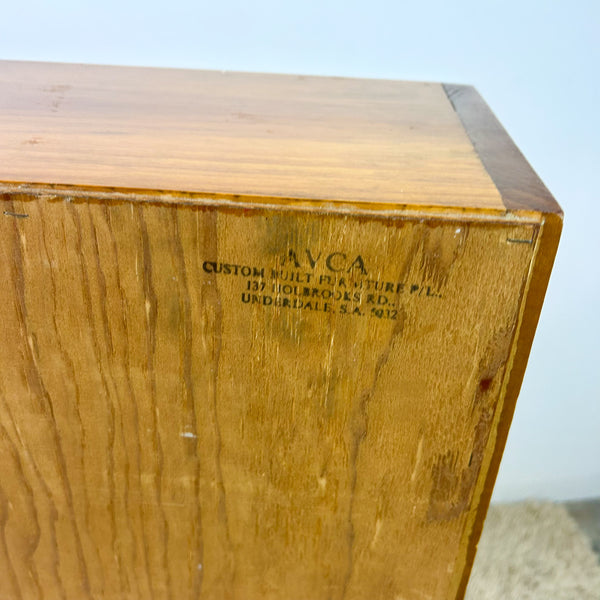 AVCA
CUSTOM BUILT FURNITURE P/L.,
137 HOLBROOKS RD.,
UNDERDALE, S.A. 5032